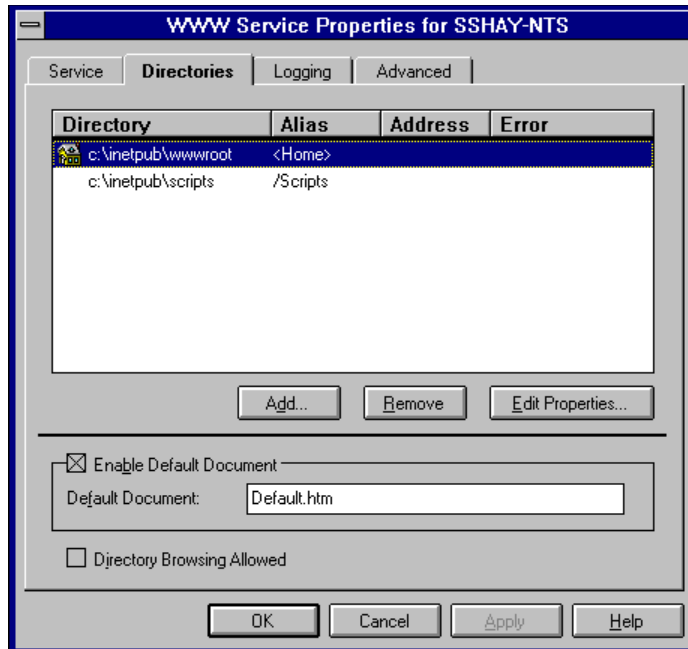 WWW Service Properties for SSHAY-NTS
Service Directories Logging Advanced
Directory Alias Address Error
c:\inetpub\wwwroot <Home>
c:\inetpub\scripts /Scripts
Add... Remove Edit Properties...
Enable Default Document
Default Document: Default.htm
Directory Browsing Allowed
OK Cancel Apply Help